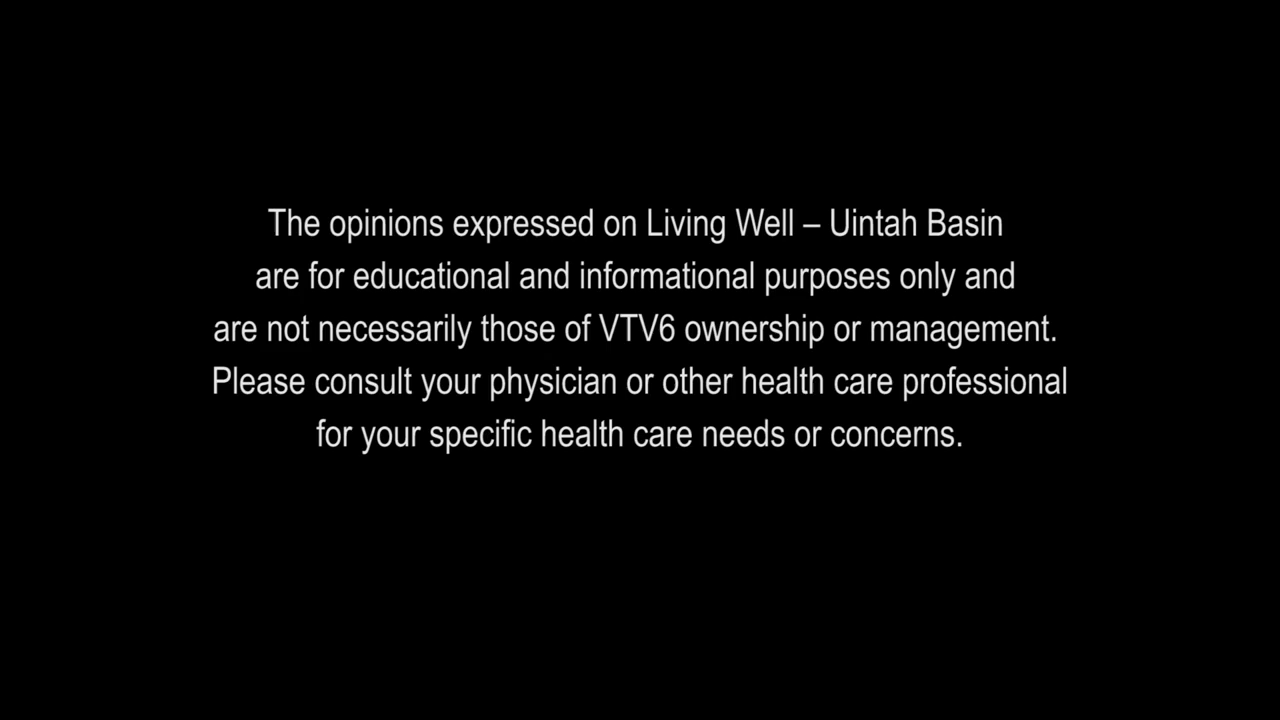 The opinions expressed on Living Well – Uintah Basin
are for educational and informational purposes only and
are not necessarily those of VTV6 ownership or management.
Please consult your physician or other health care professional
for your specific health care needs or concerns.